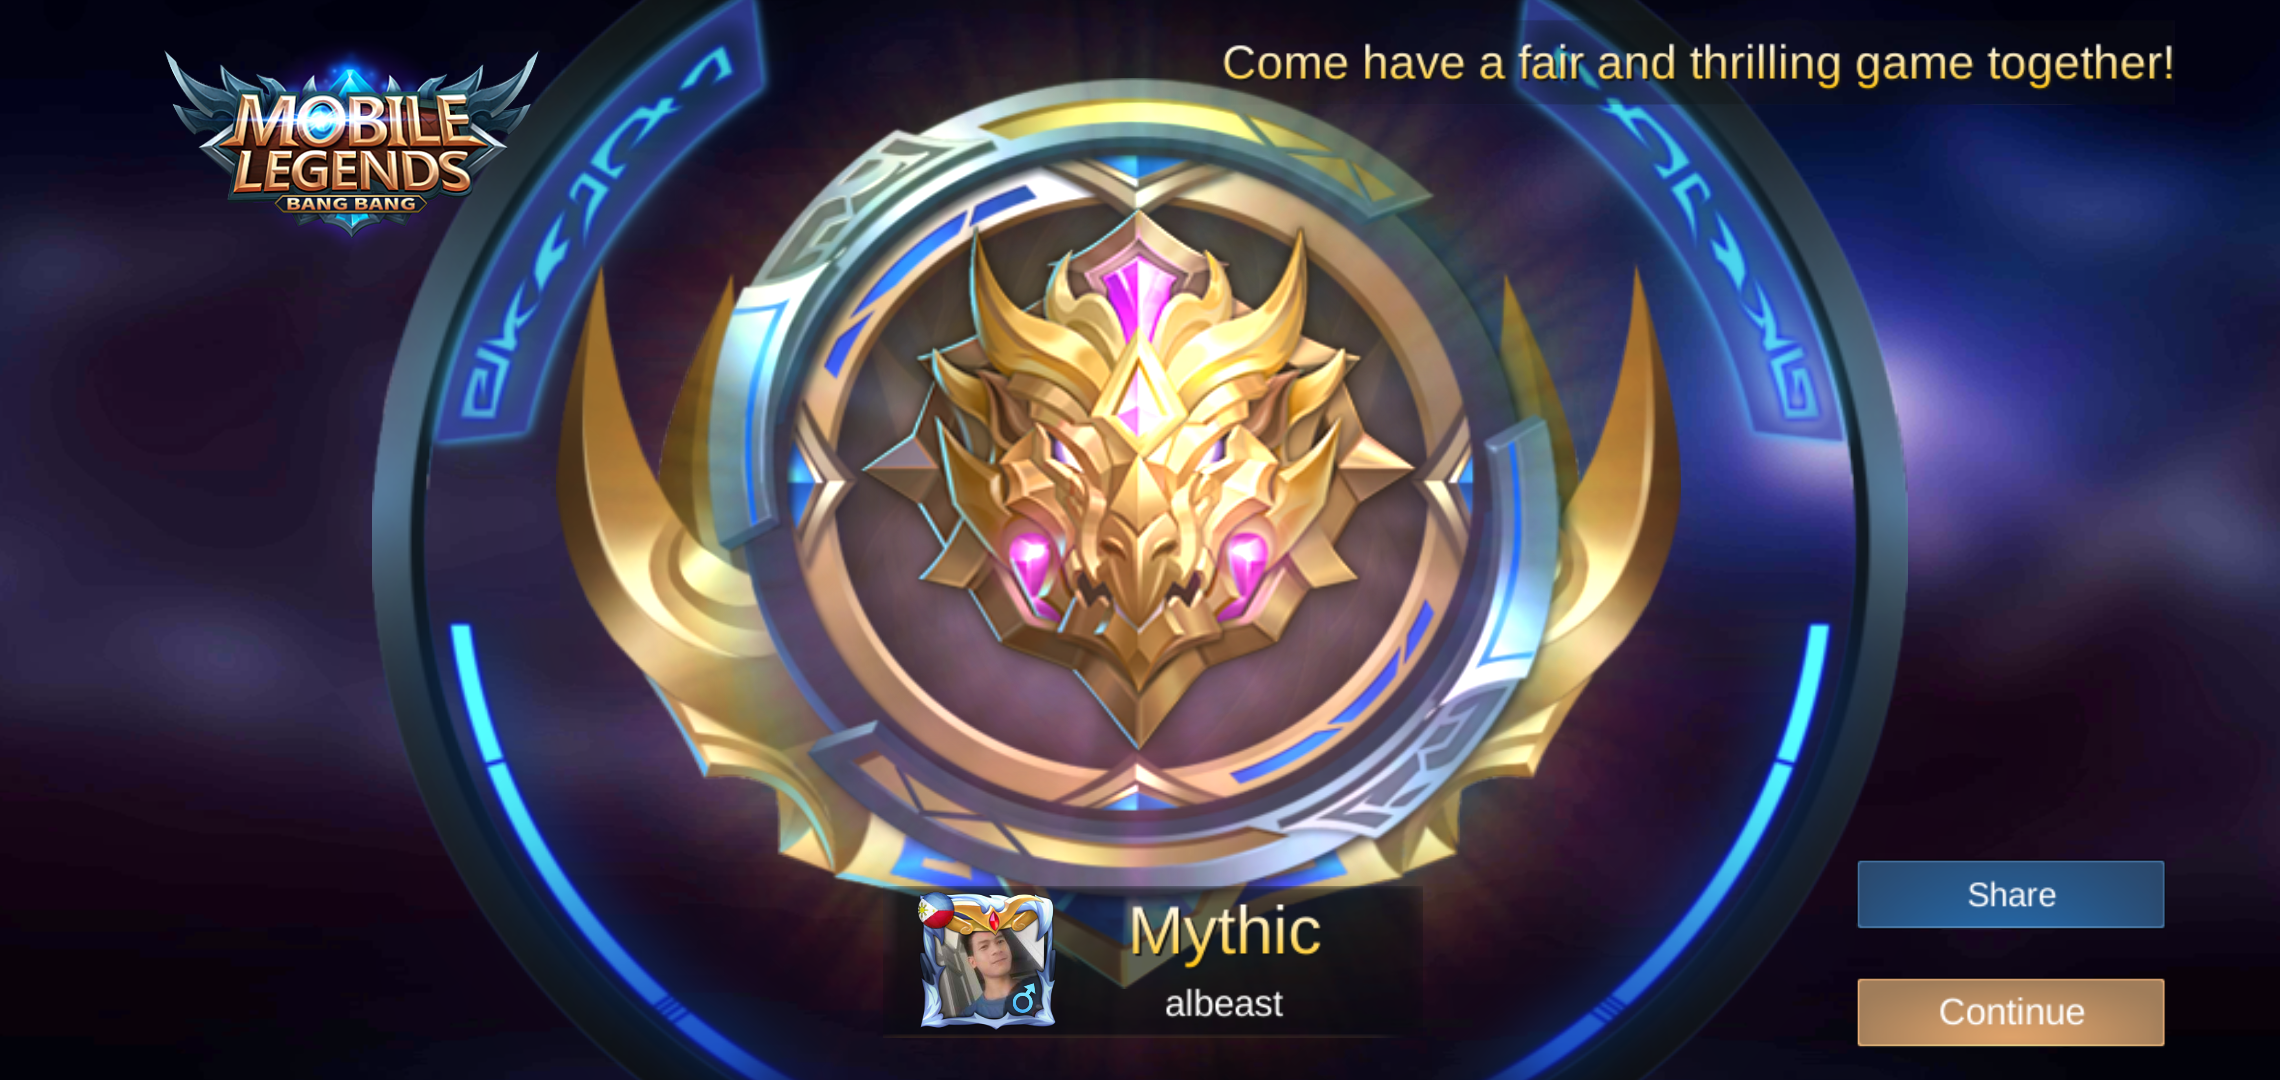 MOBILE
LEGENDS
BANG BANG
Come have a fair and thrilling game together!
Mythic
albeast
Share
Continue